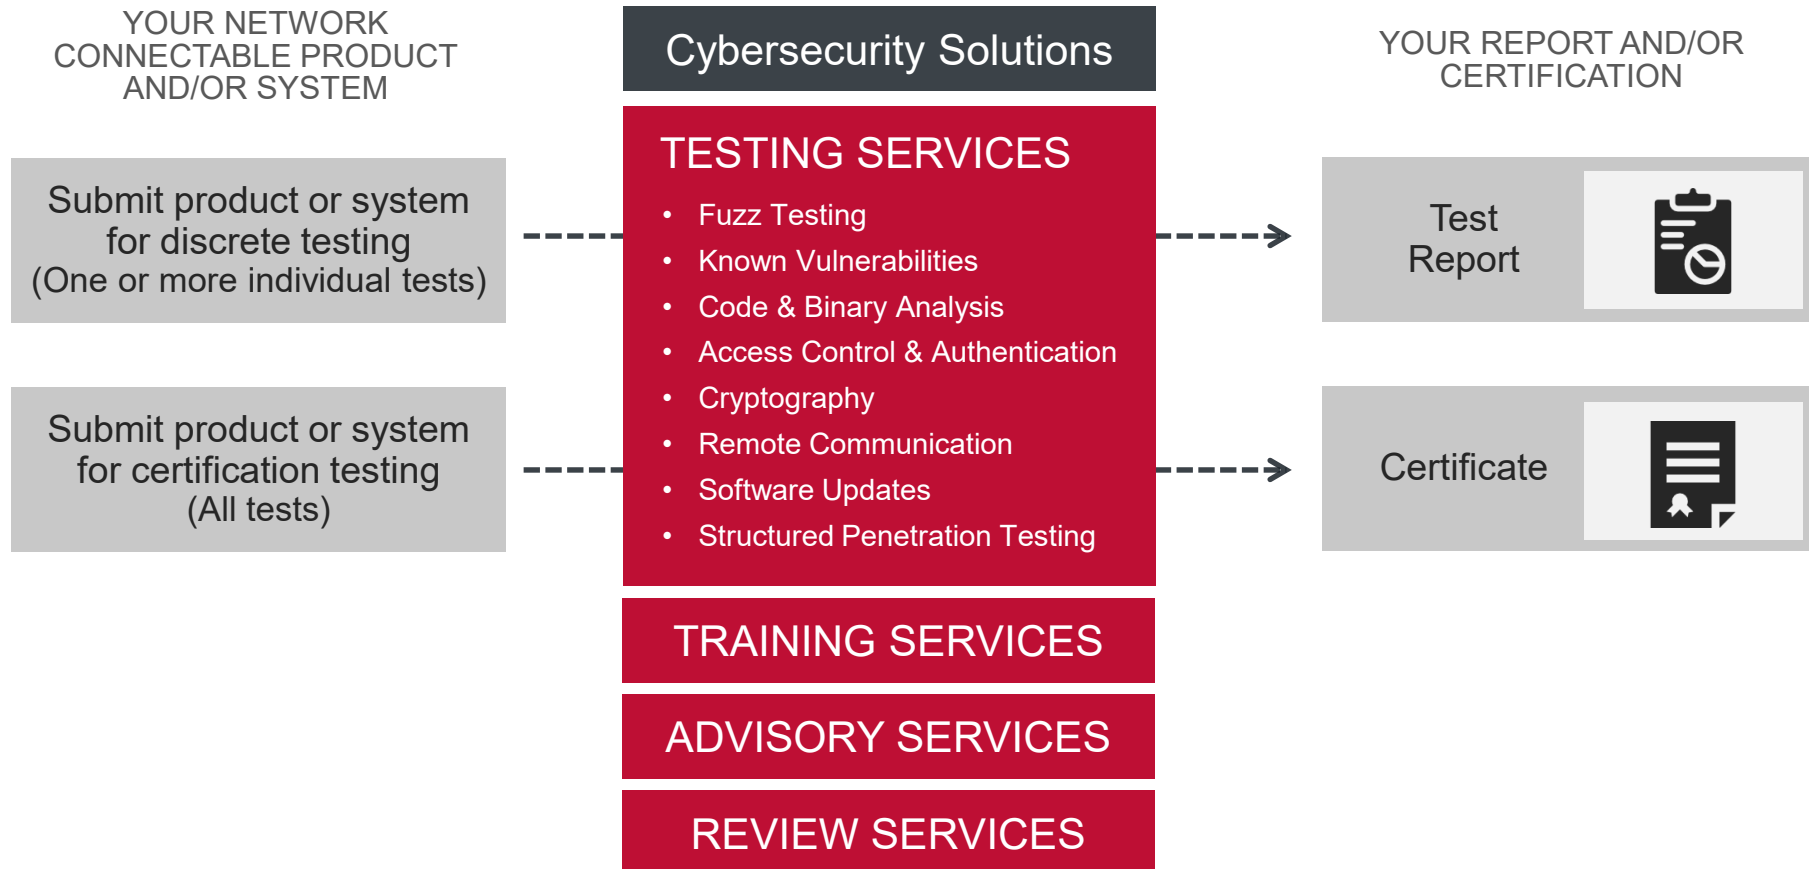 YOUR NETWORK
CONNECTABLE PRODUCT
AND/OR SYSTEM
Submit product or system
for discrete testing
(One or more individual tests)
Submit product or system
for certification testing
(All tests)
Cybersecurity Solutions
TESTING SERVICES
• Fuzz Testing
• Known Vulnerabilities
• Code & Binary Analysis
• Access Control & Authentication
• Cryptography
• Remote Communication
• Software Updates
• Structured Penetration Testing
TRAINING SERVICES
ADVISORY SERVICES
REVIEW SERVICES
YOUR REPORT AND/OR
CERTIFICATION
Test
Report
Certificate